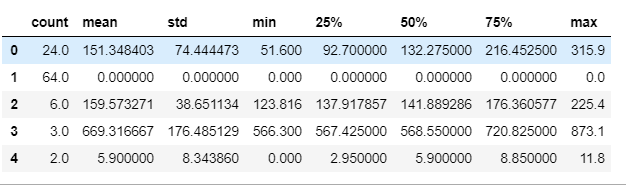 count mean std min 25% 50% 75% max
0 24.0 151.348403 74.444473 51.600 92.700000 132.275000 216.452500 315.9
1 64.0 0.000000 0.000000 0.000 0.000000 0.000000 0.000000 0.0
2 6.0 159.573271 38.651134 123.816 137.917857 141.889286 176.360577 225.4
3 3.0 669.316667 176.485129 566.300 567.425000 568.550000 720.825000 873.1
4 2.0 5.900000 8.343860 0.000 2.950000 5.900000 8.850000 11.8